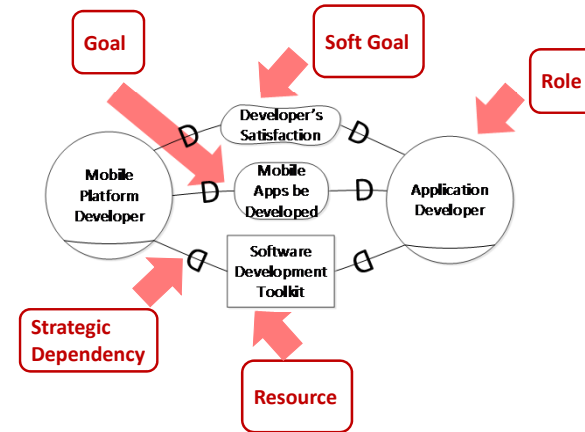 Goal
Soft Goal
Role
D
Developer's
Satisfaction
D
Mobile
Platform
Developer
D
Mobile
Apps be
Developed
D
Application
Developer
D
Software
Development
Toolkit
D
Strategic
Dependency
Resource